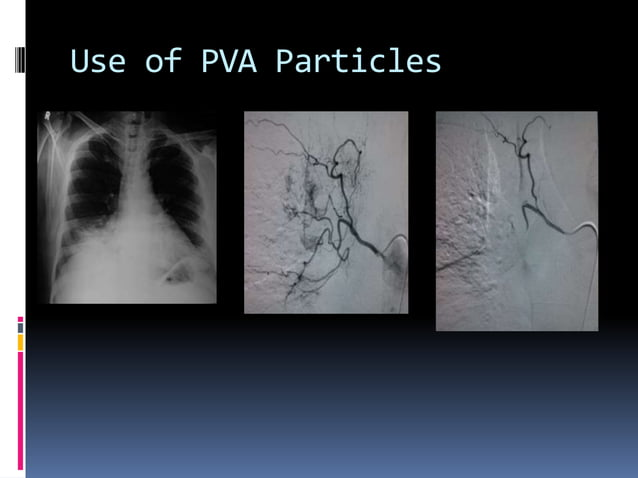 Use of PVA Particles
R